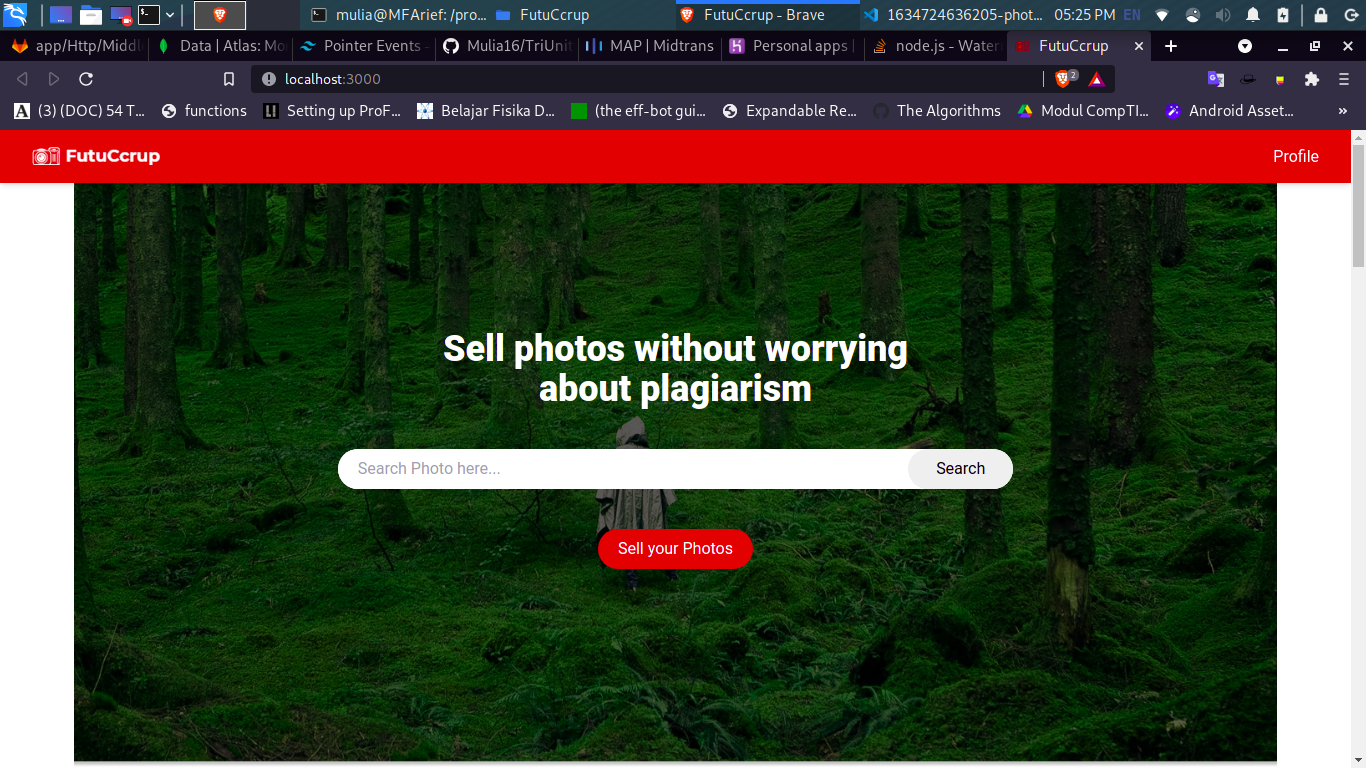 mulia@MFArief: /pro...
FutuCcrup
FutuCcrup - Brave
1634724636205-phot...
05:25 PM
EN
app/Http/Middl
Data | Atlas: Mo
Pointer Events -
Mulia16/TriUnit
MAP | Midtrans
Personal apps |
node.js - Water
FutuCcrup
localhost:3000
2
(3) (DOC) 54 T...
functions
LI
Setting up ProF...
Belajar Fisika D...
(the eff-bot gui...
Expandable Re...
The Algorithms
Modul CompTI...
Android Asset...
»
FutuCcrup
Profile
Sell photos without worrying
about plagiarism
Search Photo here...
Search
Sell your Photos